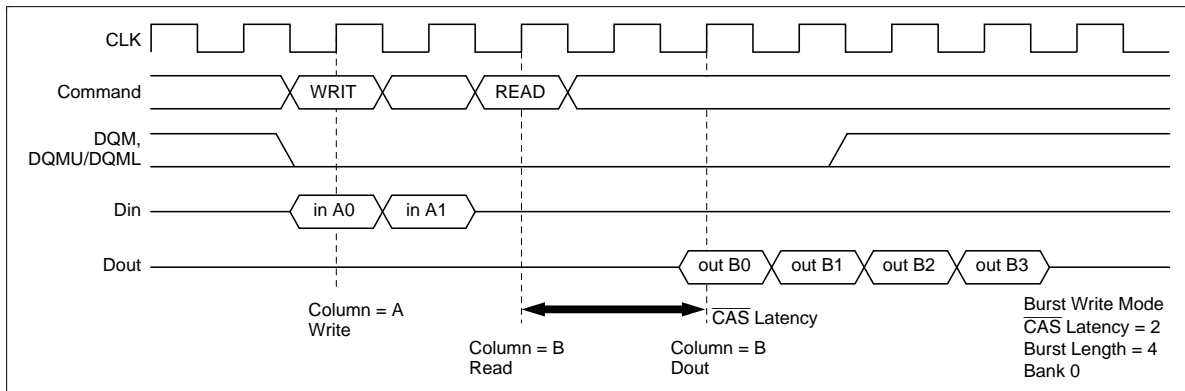 CLK
Command
WRIT
READ
DQM,
DQMU/DQML
Din
in A0
in A1
Dout
out B0
out B1
out B2
out B3
Column = A
Write
CAS Latency
Column = B
Read
Column = B
Dout
Burst Write Mode
CAS Latency = 2
Burst Length = 4
Bank 0